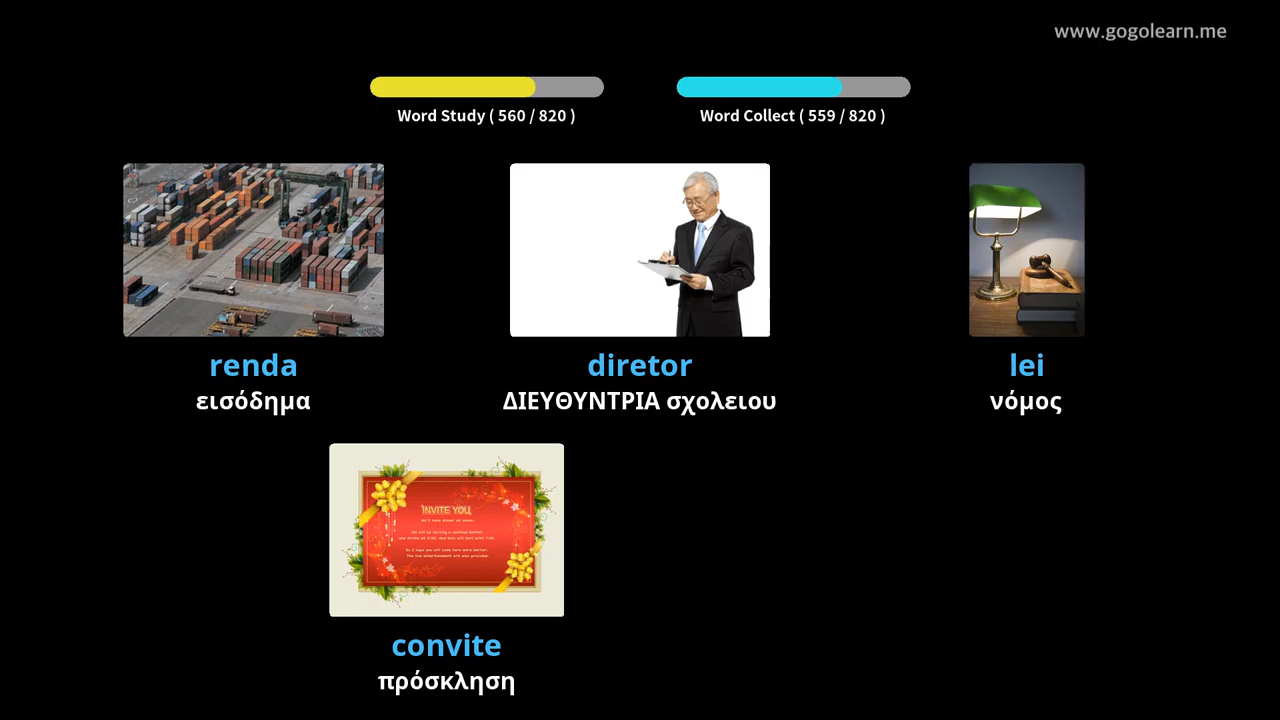 www.gogolearn.me
Word Study ( 560 / 820 )
Word Collect ( 559 / 820 )
renda
εισόδημα
diretor
ΔΙΕΥΘΥΝΤΡΙΑ σχολειου
lei
νόμος
INVITE YOU
convite
πρόσκληση